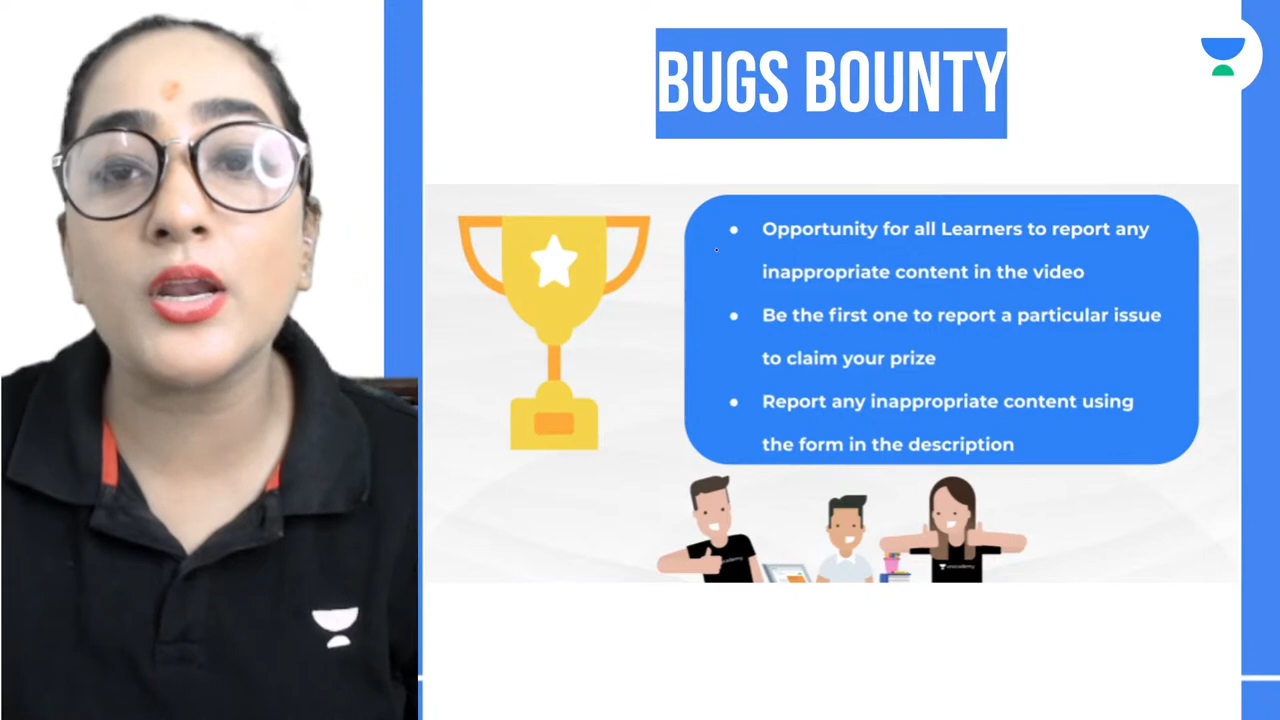 BUGS BOUNTY
• Opportunity for all Learners to report any
inappropriate content in the video
• Be the first one to report a particular issue
to claim your prize
• Report any inappropriate content using
the form in the description
unacademy